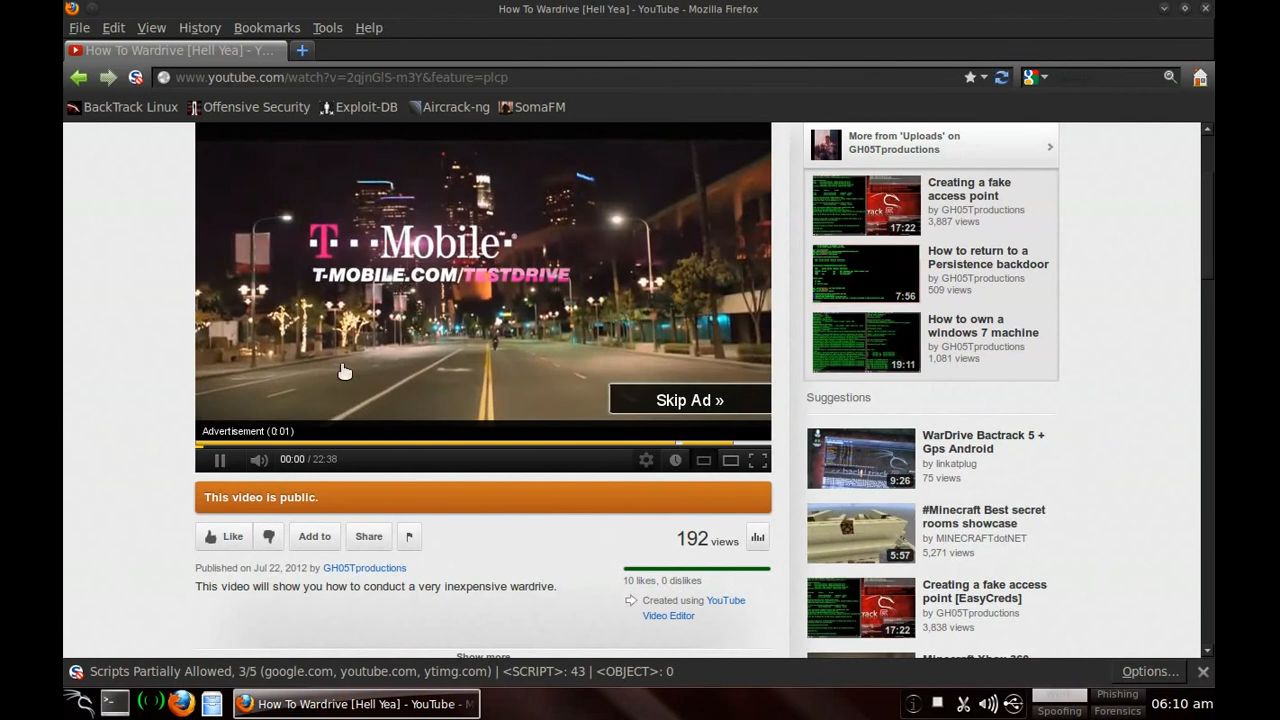 How To Wardrive [Hell Yea] - YouTube - Mozilla Firefox
File Edit View History Bookmarks Tools Help
How To Wardrive [Hell Yea] - Y...
www.youtube.com/watch?v=2qjnGlS-m3Y&feature=plcp
BackTrack Linux Offensive Security Exploit-DB Aircrack-ng SomaFM
T··Mobile·
T-MOBILE.COM/TESTDRIVE
Skip Ad »
Advertisement (0:01)
00:00 / 22:38
This video is public.
Like Add to Share
192 views
Published on Jul 22, 2012 by GH05Tproductions
This video will show you how to conduct a very inexpensive wardrive.
10 likes, 0 dislikes
Created using YouTube
Video Editor
More from 'Uploads' on
GH05Tproductions
Creating a fake
access point
by GH05Tproductions
3,887 views
17:22
How to return to a
Persistence backdoor
by GH05Tproductions
509 views
7:56
How to own a
windows 7 machine
by GH05Tproductions
1,081 views
19:11
Suggestions
WarDrive Bactrack 5 +
Gps Android
by linkatplug
75 views
9:26
#Minecraft Best secret
rooms showcase
by MINECRAFTdotNET
5,271 views
5:57
Creating a fake access
point [EasyCreds]
by GH05Tproductions
3,838 views
17:22
Scripts Partially Allowed, 3/5 (google.com, youtube.com, ytimg.com) | <SCRIPT>: 43 | <OBJECT>: 0
Options...
How To Wardrive [Hell Yea] - YouTube - M
Phishing
Spoofing Forensics
06:10 am